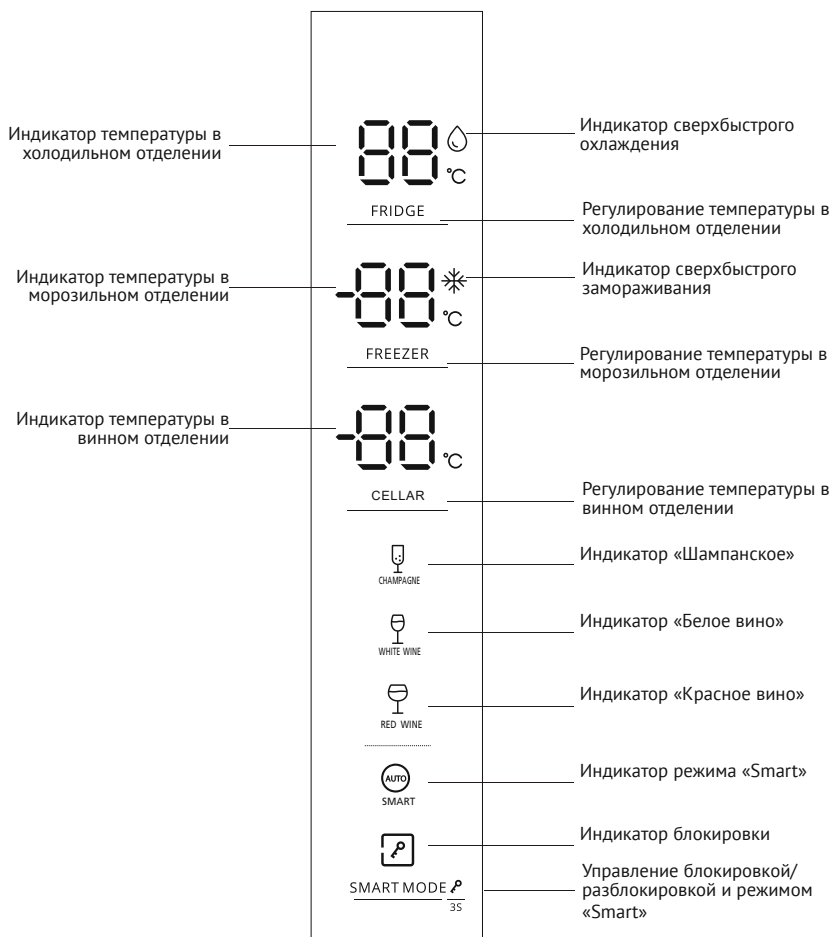 Индикатор температуры в
холодильном отделении
88
°C
Индикатор сверхбыстрого
охлаждения
FRIDGE
Регулирование температуры в
холодильном отделении
Индикатор температуры в
морозильном отделении
-88
°C
Индикатор сверхбыстрого
замораживания
FREEZER
Регулирование температуры в
морозильном отделении
Индикатор температуры в
винном отделении
-88
°C
CELLAR
Регулирование температуры в
винном отделении
CHAMPAGNE
Индикатор «Шампанское»
WHITE WINE
Индикатор «Белое вино»
RED WINE
Индикатор «Красное вино»
AUTO
SMART
Индикатор режима «Smart»
Индикатор блокировки
SMART MODE
3S
Управление блокировкой/
разблокировкой и режимом
«Smart»